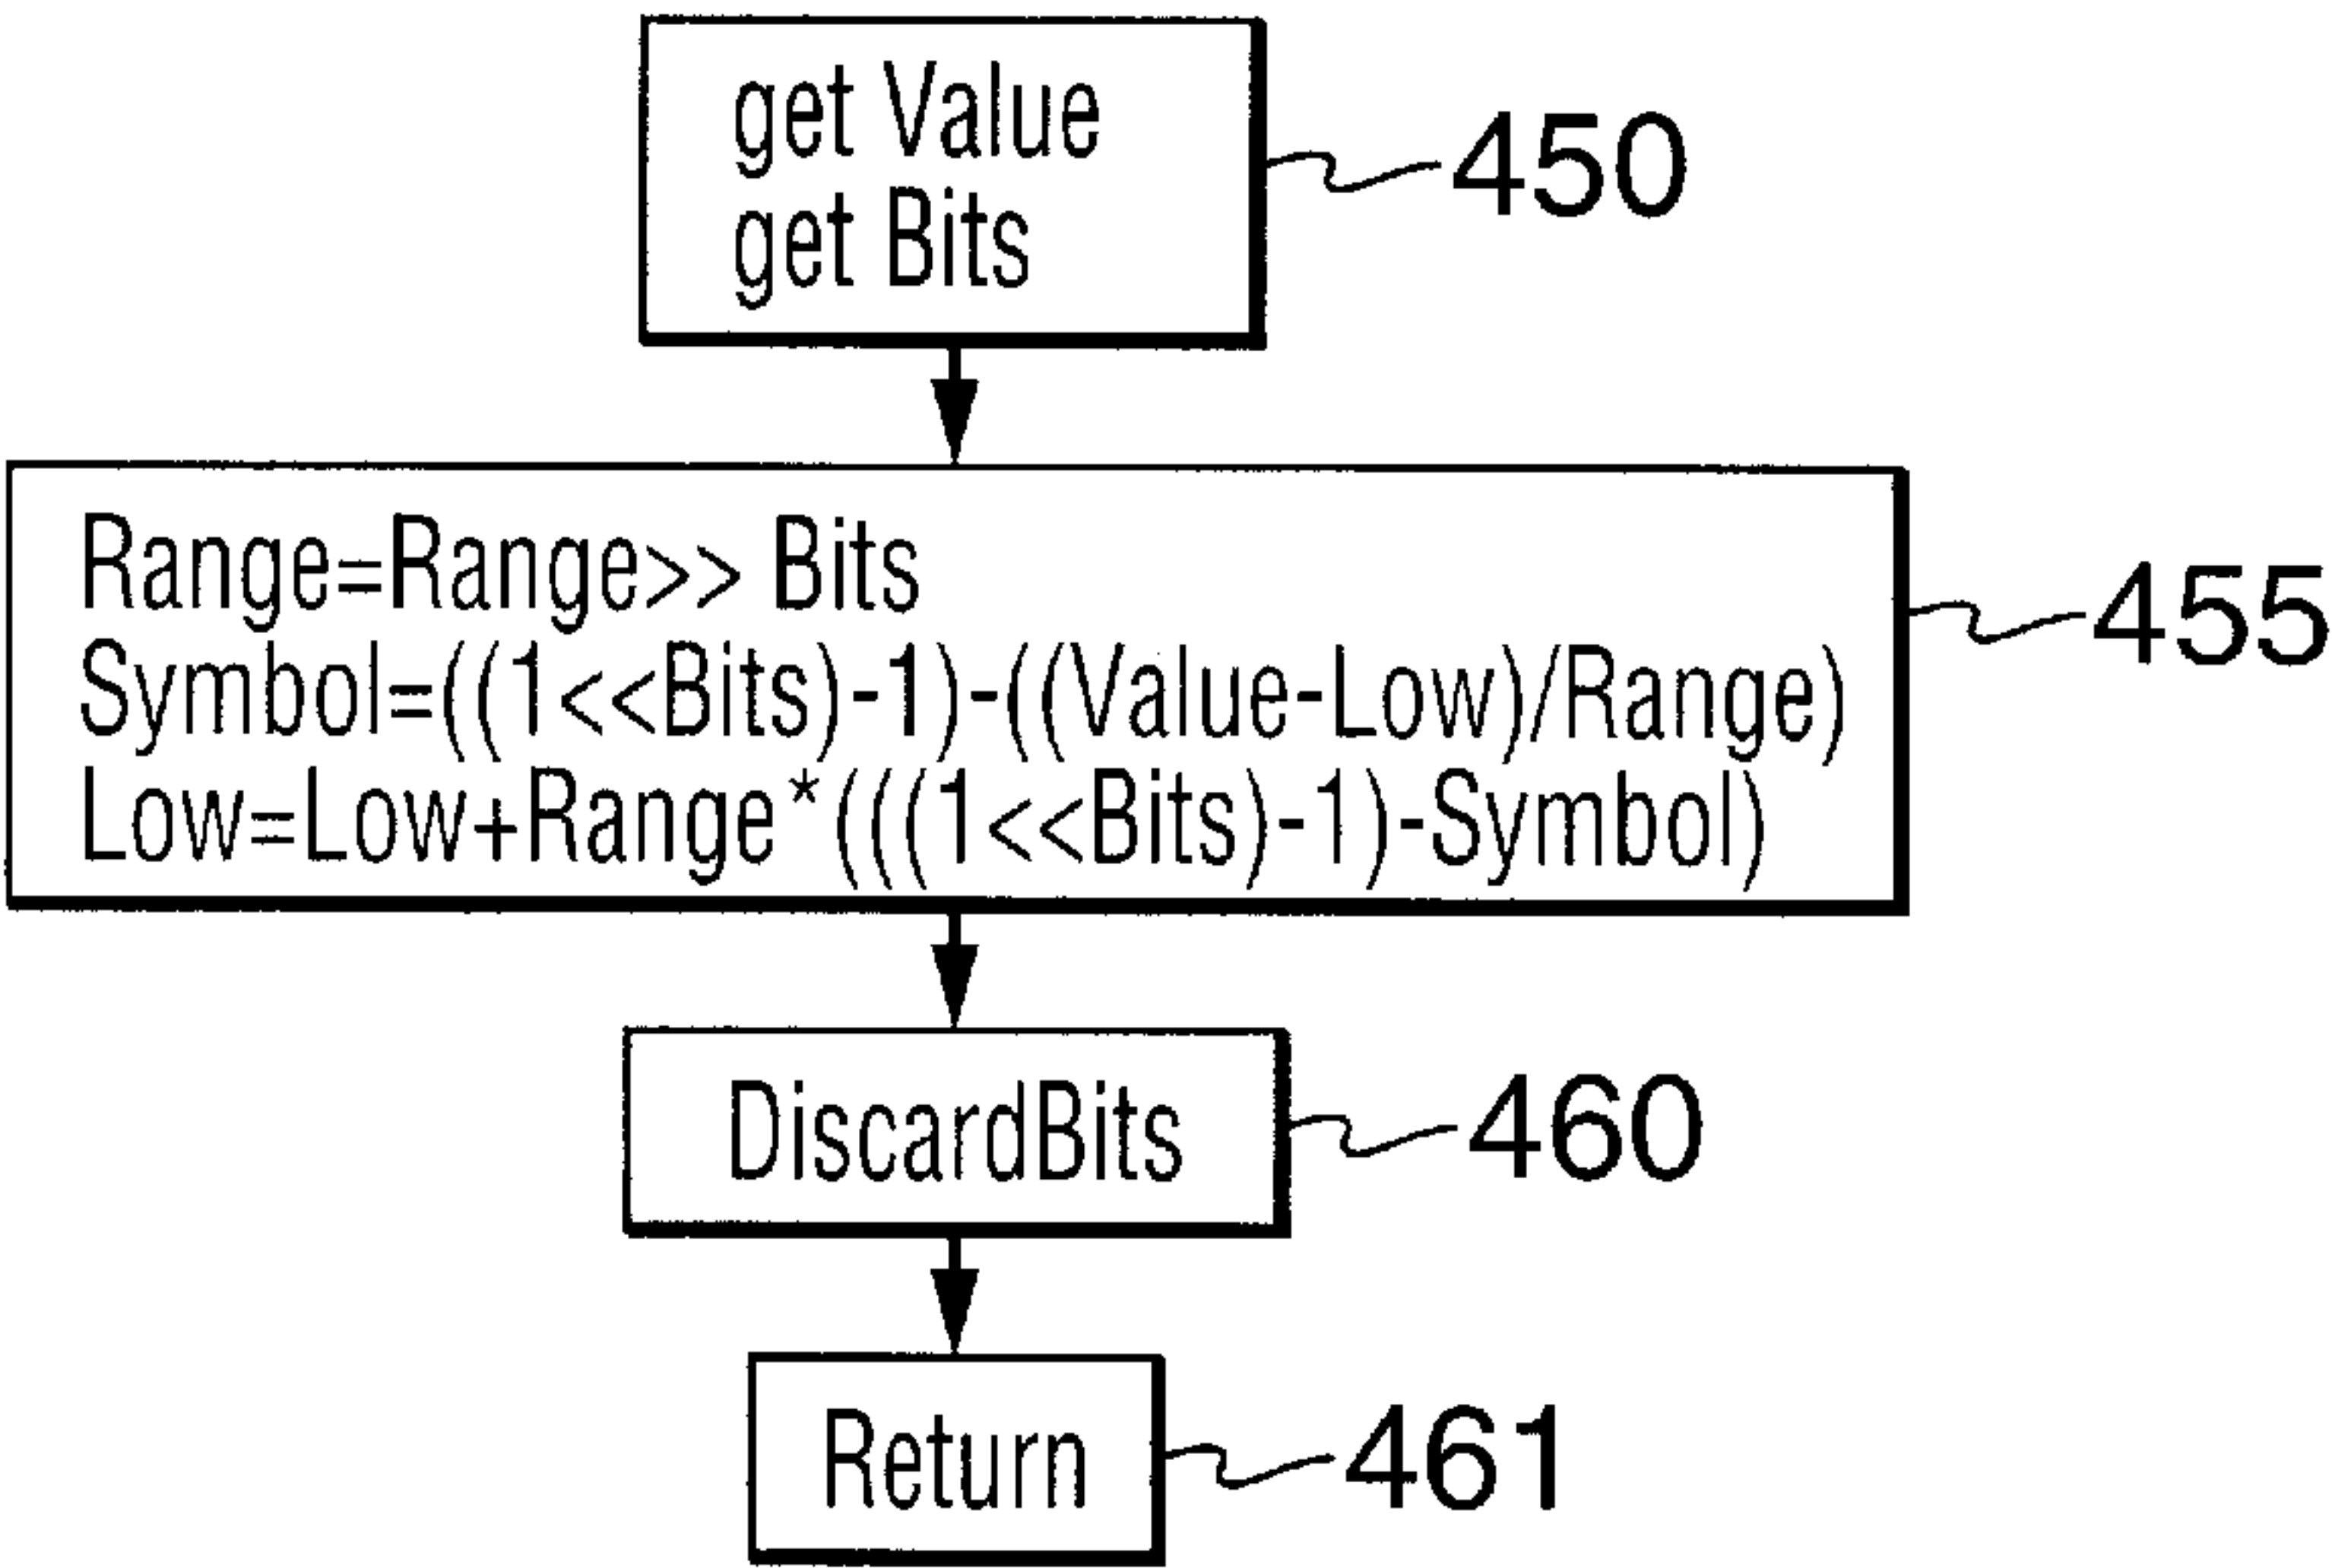 get Value
get Bits
450
Range=Range>> Bits
Symbol=((1<<Bits)-1)-((Value-Low)/Range)
Low=Low+Range*(((1<<Bits)-1)-Symbol)
455
DiscardBits
460
Return
461